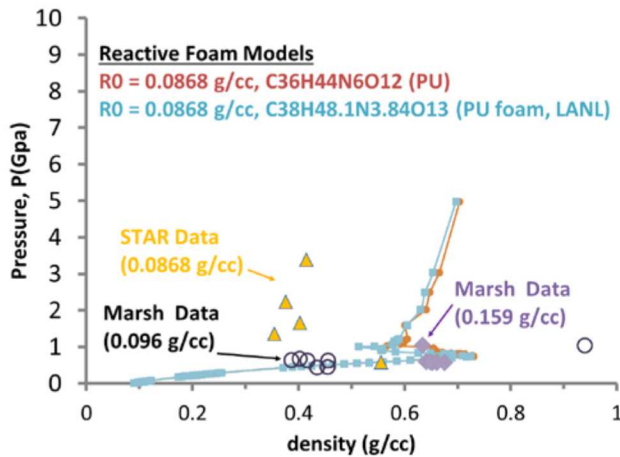 Reactive Foam Models
R0 = 0.0868 g/cc, C36H44N6O12 (PU)
R0 = 0.0868 g/cc, C38H48.1N3.84O13 (PU foam, LANL)
Pressure, P(Gpa)
10
9
8
7
6
5
4
3
2
1
0
STAR Data
(0.0868 g/cc)
Marsh Data
(0.096 g/cc)
Marsh Data
(0.159 g/cc)
0
0.2
0.4
0.6
0.8
1
density (g/cc)